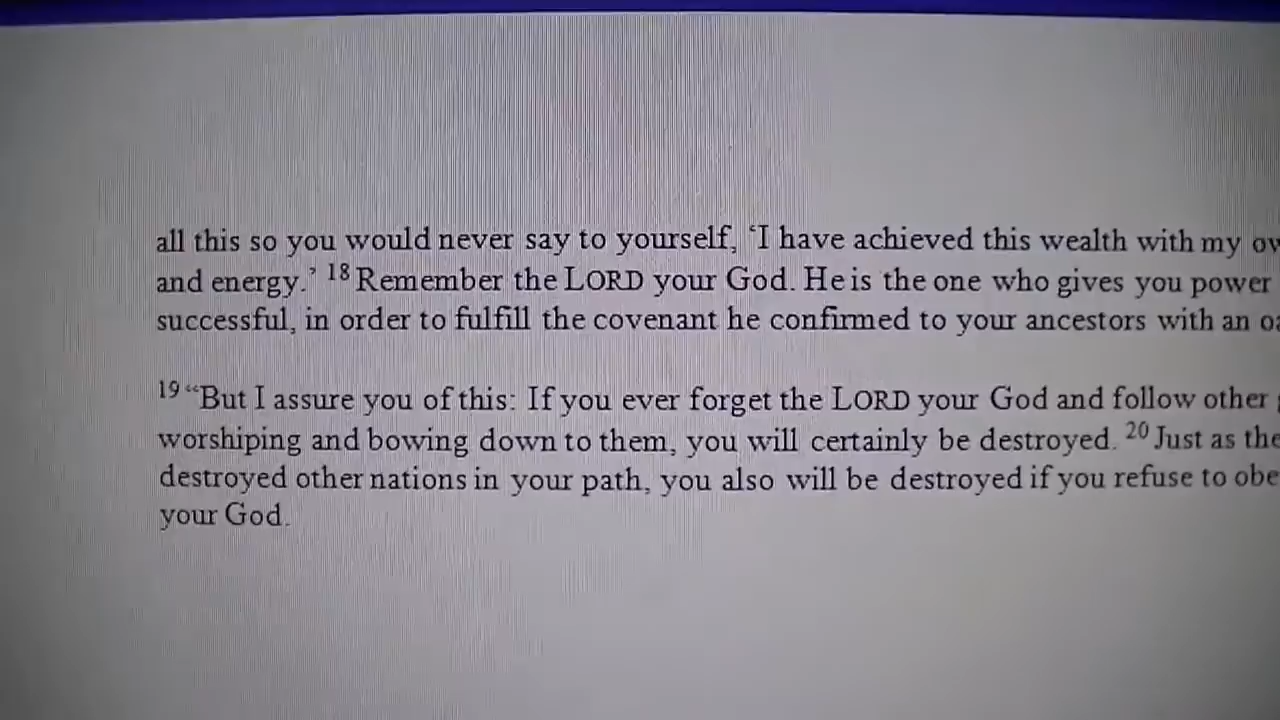 all this so you would never say to yourself, ‘I have achieved this wealth with my
and energy.’ 18 Remember the LORD your God. He is the one who gives you power
successful, in order to fulfill the covenant he confirmed to your ancestors with an
19 “But I assure you of this: If you ever forget the LORD your God and follow other
worshiping and bowing down to them, you will certainly be destroyed. 20 Just as the
destroyed other nations in your path, you also will be destroyed if you refuse to
your God.